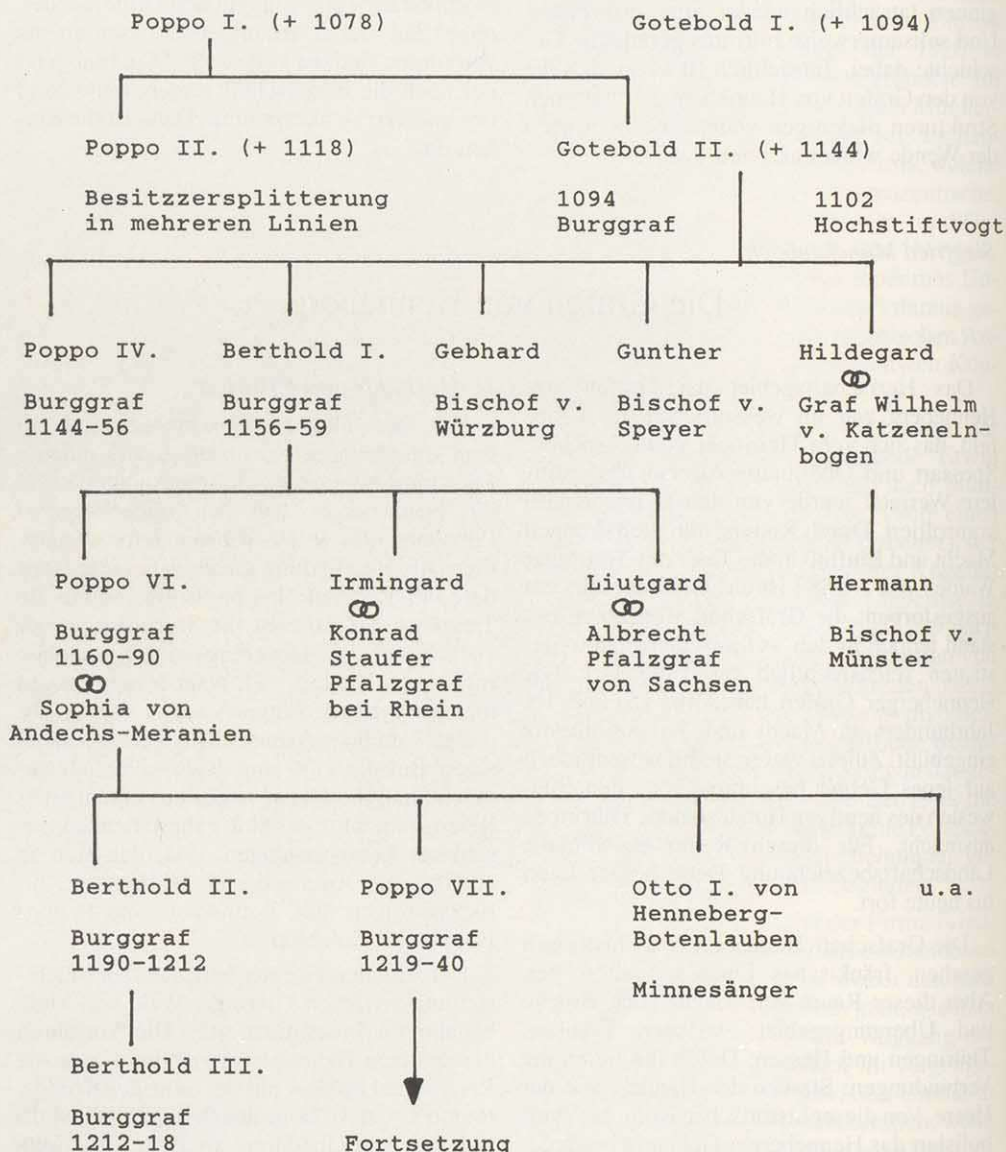 Poppo I. (+ 1078)
Gotebold I. (+ 1094)
Poppo II. (+ 1118)
Gotebold II. (+ 1144)
Besitzzersplitterung
in mehreren Linien
1094
Burggraf
1102
Hochstiftvogt
Poppo IV.
Burggraf
1144-56
Berthold I.
Burggraf
1156-59
Gebhard
Bischof v.
Würzburg
Gunther
Bischof v.
Speyer
Hildegard
Graf Wilhelm
v. Katzeneln-
bogen
Poppo VI.
Burggraf
1160-90
Sophia von
Andechs-Meranien
Irmingard
Konrad
Staufer
Pfalzgraf
bei Rhein
Liutgard
Albrecht
Pfalzgraf
von Sachsen
Hermann
Bischof v.
Münster
Berthold II.
Burggraf
1190-1212
Poppo VII.
Burggraf
1219-40
Otto I. von
Henneberg-
Botenlauben
Minnesänger
u.a.
Berthold III.
Burggraf
1212-18
Fortsetzung